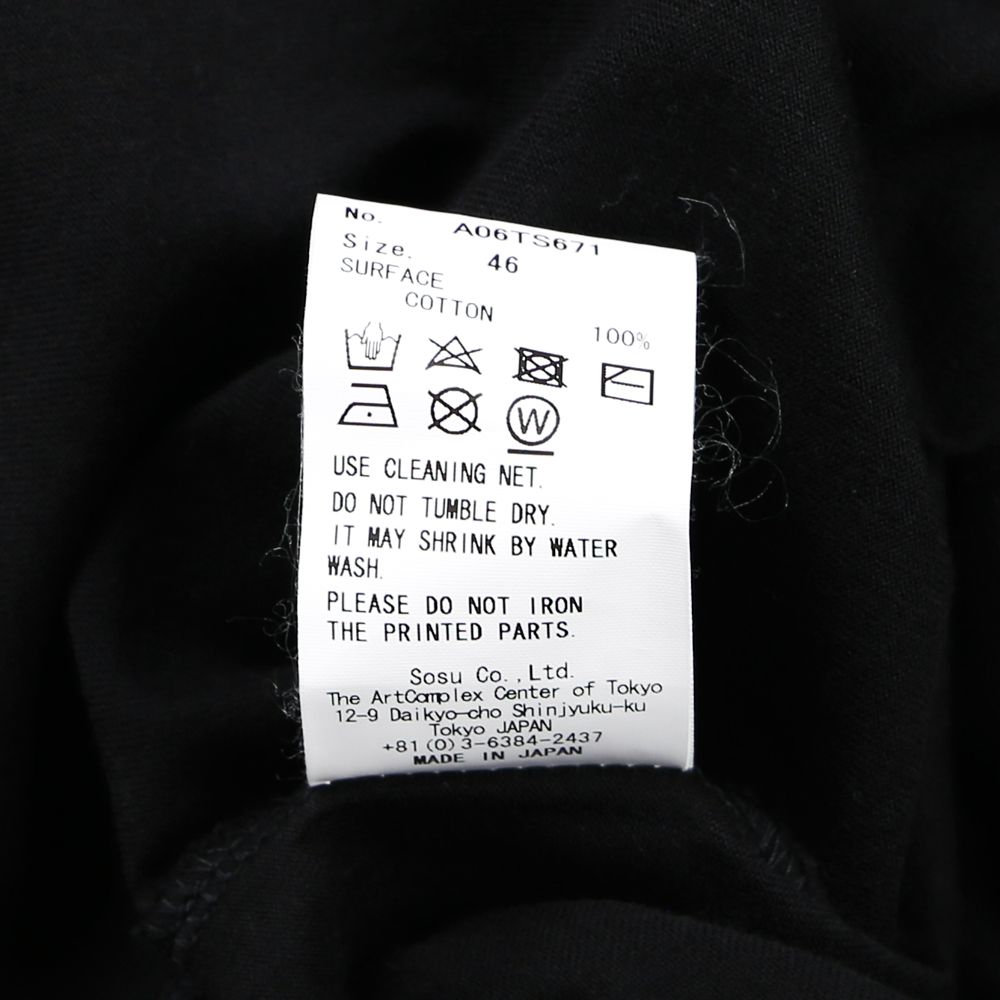 No. A06TS671
Size. 46
SURFACE
COTTON
100%
W
USE CLEANING NET.
DO NOT TUMBLE DRY.
IT MAY SHRINK BY WATER
WASH.
PLEASE DO NOT IRON
THE PRINTED PARTS.
Sosu Co.,Ltd.
The ArtComplex Center of Tokyo
12-9 Daikyo-cho Shinjyuku-ku
Tokyo JAPAN
+81(0)3-6384-2437
MADE IN JAPAN